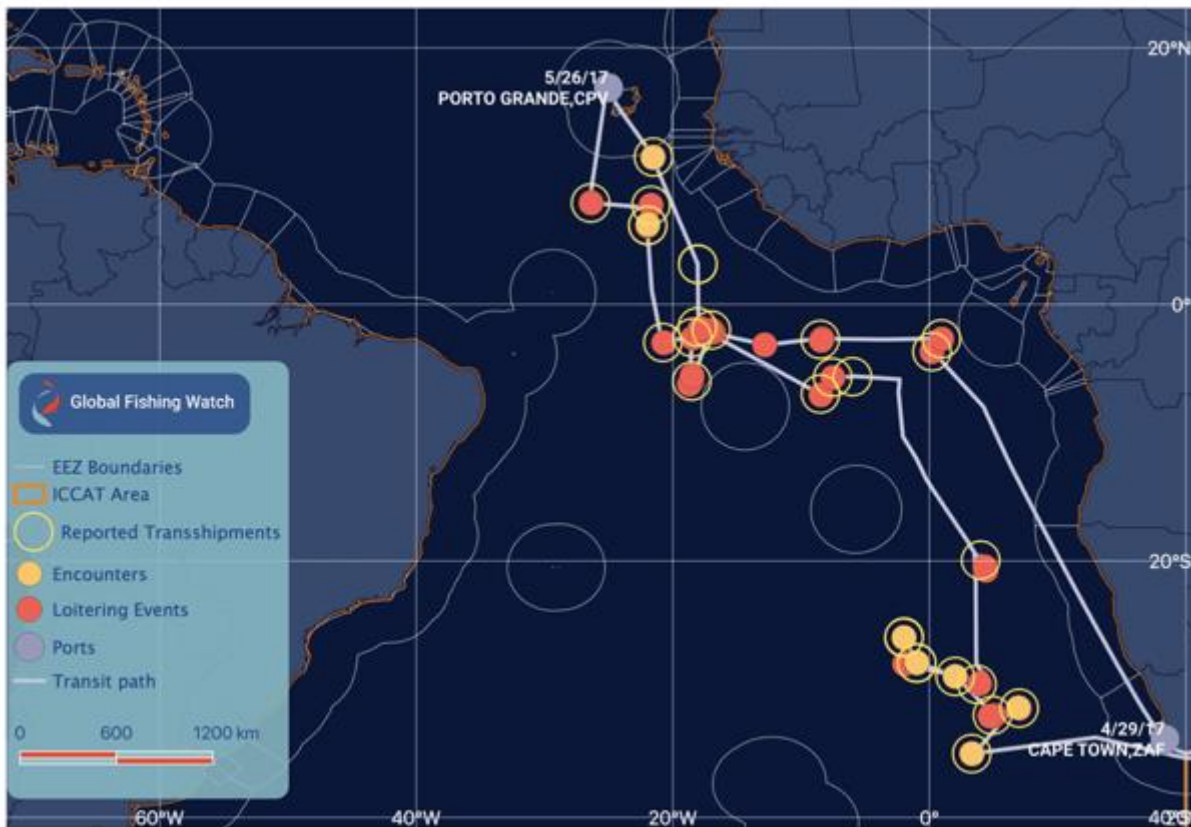 5/26/17
PORTO GRANDE,CPV
20°N
0°
Global Fishing Watch
EEZ Boundaries
ICCAT Area
Reported Transshipments
Encounters
Loitering Events
Ports
Transit path
0 600 1200 km
20°S
4/29/17
CAPE TOWN,ZAF
60°W 40°W 20°W 0°